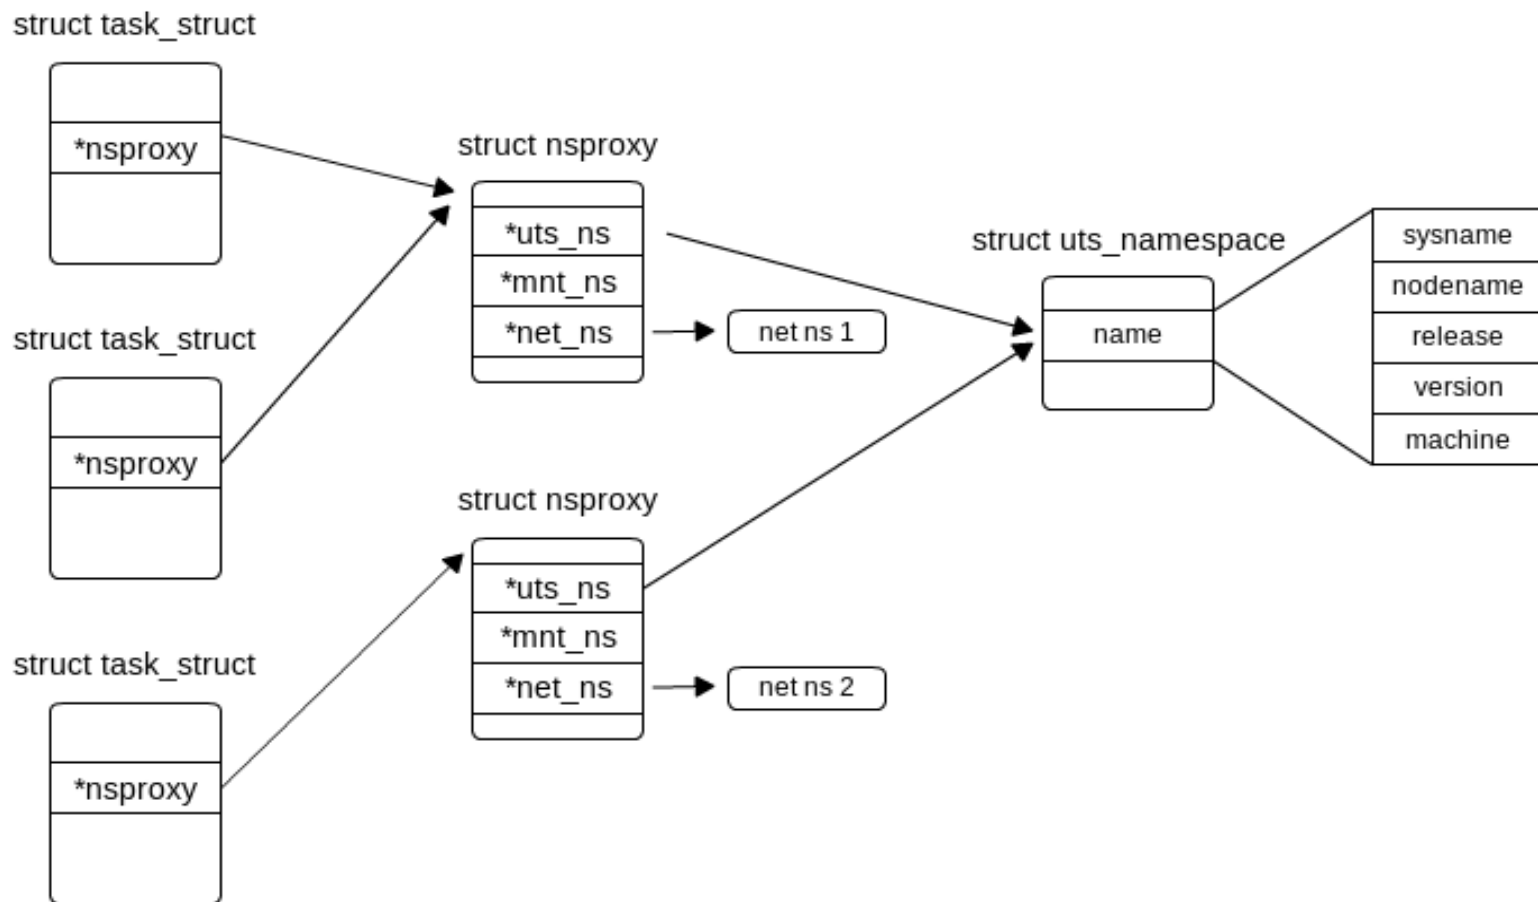 struct task_struct
*nsproxy
struct task_struct
*nsproxy
struct task_struct
*nsproxy
struct nsproxy
*uts_ns
*mnt_ns
*net_ns
net ns 1
struct nsproxy
*uts_ns
*mnt_ns
*net_ns
net ns 2
struct uts_namespace
name
sysname
nodename
release
version
machine